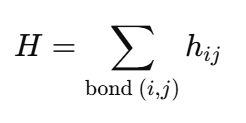 H = ∑ h_{ij}
bond (i,j)